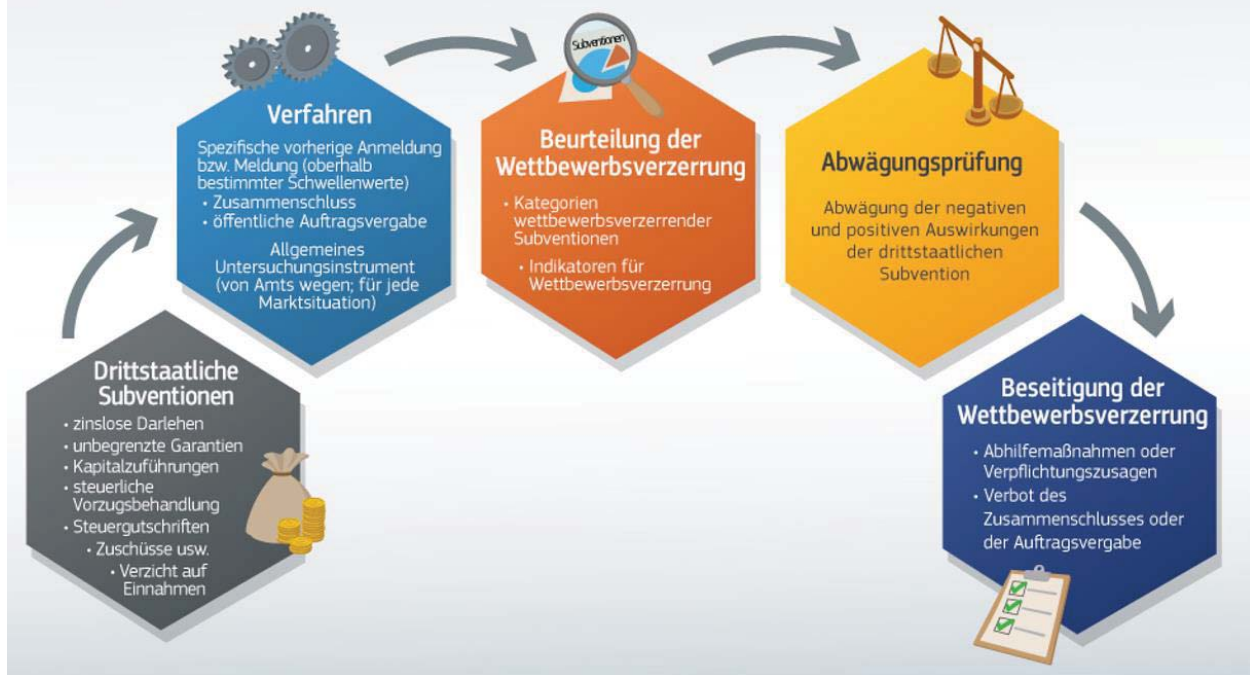 Drittstaatliche
Subventionen
• zinslose Darlehen
• unbegrenzte Garantien
• Kapitalzuführungen
• steuerliche
Vorzugsbehandlung
• Steuergutschriften
• Zuschüsse usw.
• Verzicht auf
Einnahmen
Verfahren
Spezifische vorherige Anmeldung
bzw. Meldung (oberhalb
bestimmter Schwellenwerte)
• Zusammenschluss
• öffentliche Auftragsvergabe
Allgemeines
Untersuchungsinstrument
(von Amts wegen; für jede
Marktsituation)
Subventionen
Beurteilung der
Wettbewerbsverzerrung
• Kategorien
wettbewerbsverzerrender
Subventionen
• Indikatoren für
Wettbewerbsverzerrung
Abwägungsprüfung
Abwägung der negativen
und positiven Auswirkungen
der drittstaatlichen
Subvention
Beseitigung der
Wettbewerbsverzerrung
• Abhilfemaßnahmen oder
Verpflichtungszusagen
• Verbot des
Zusammenschlusses oder
der Auftragsvergabe